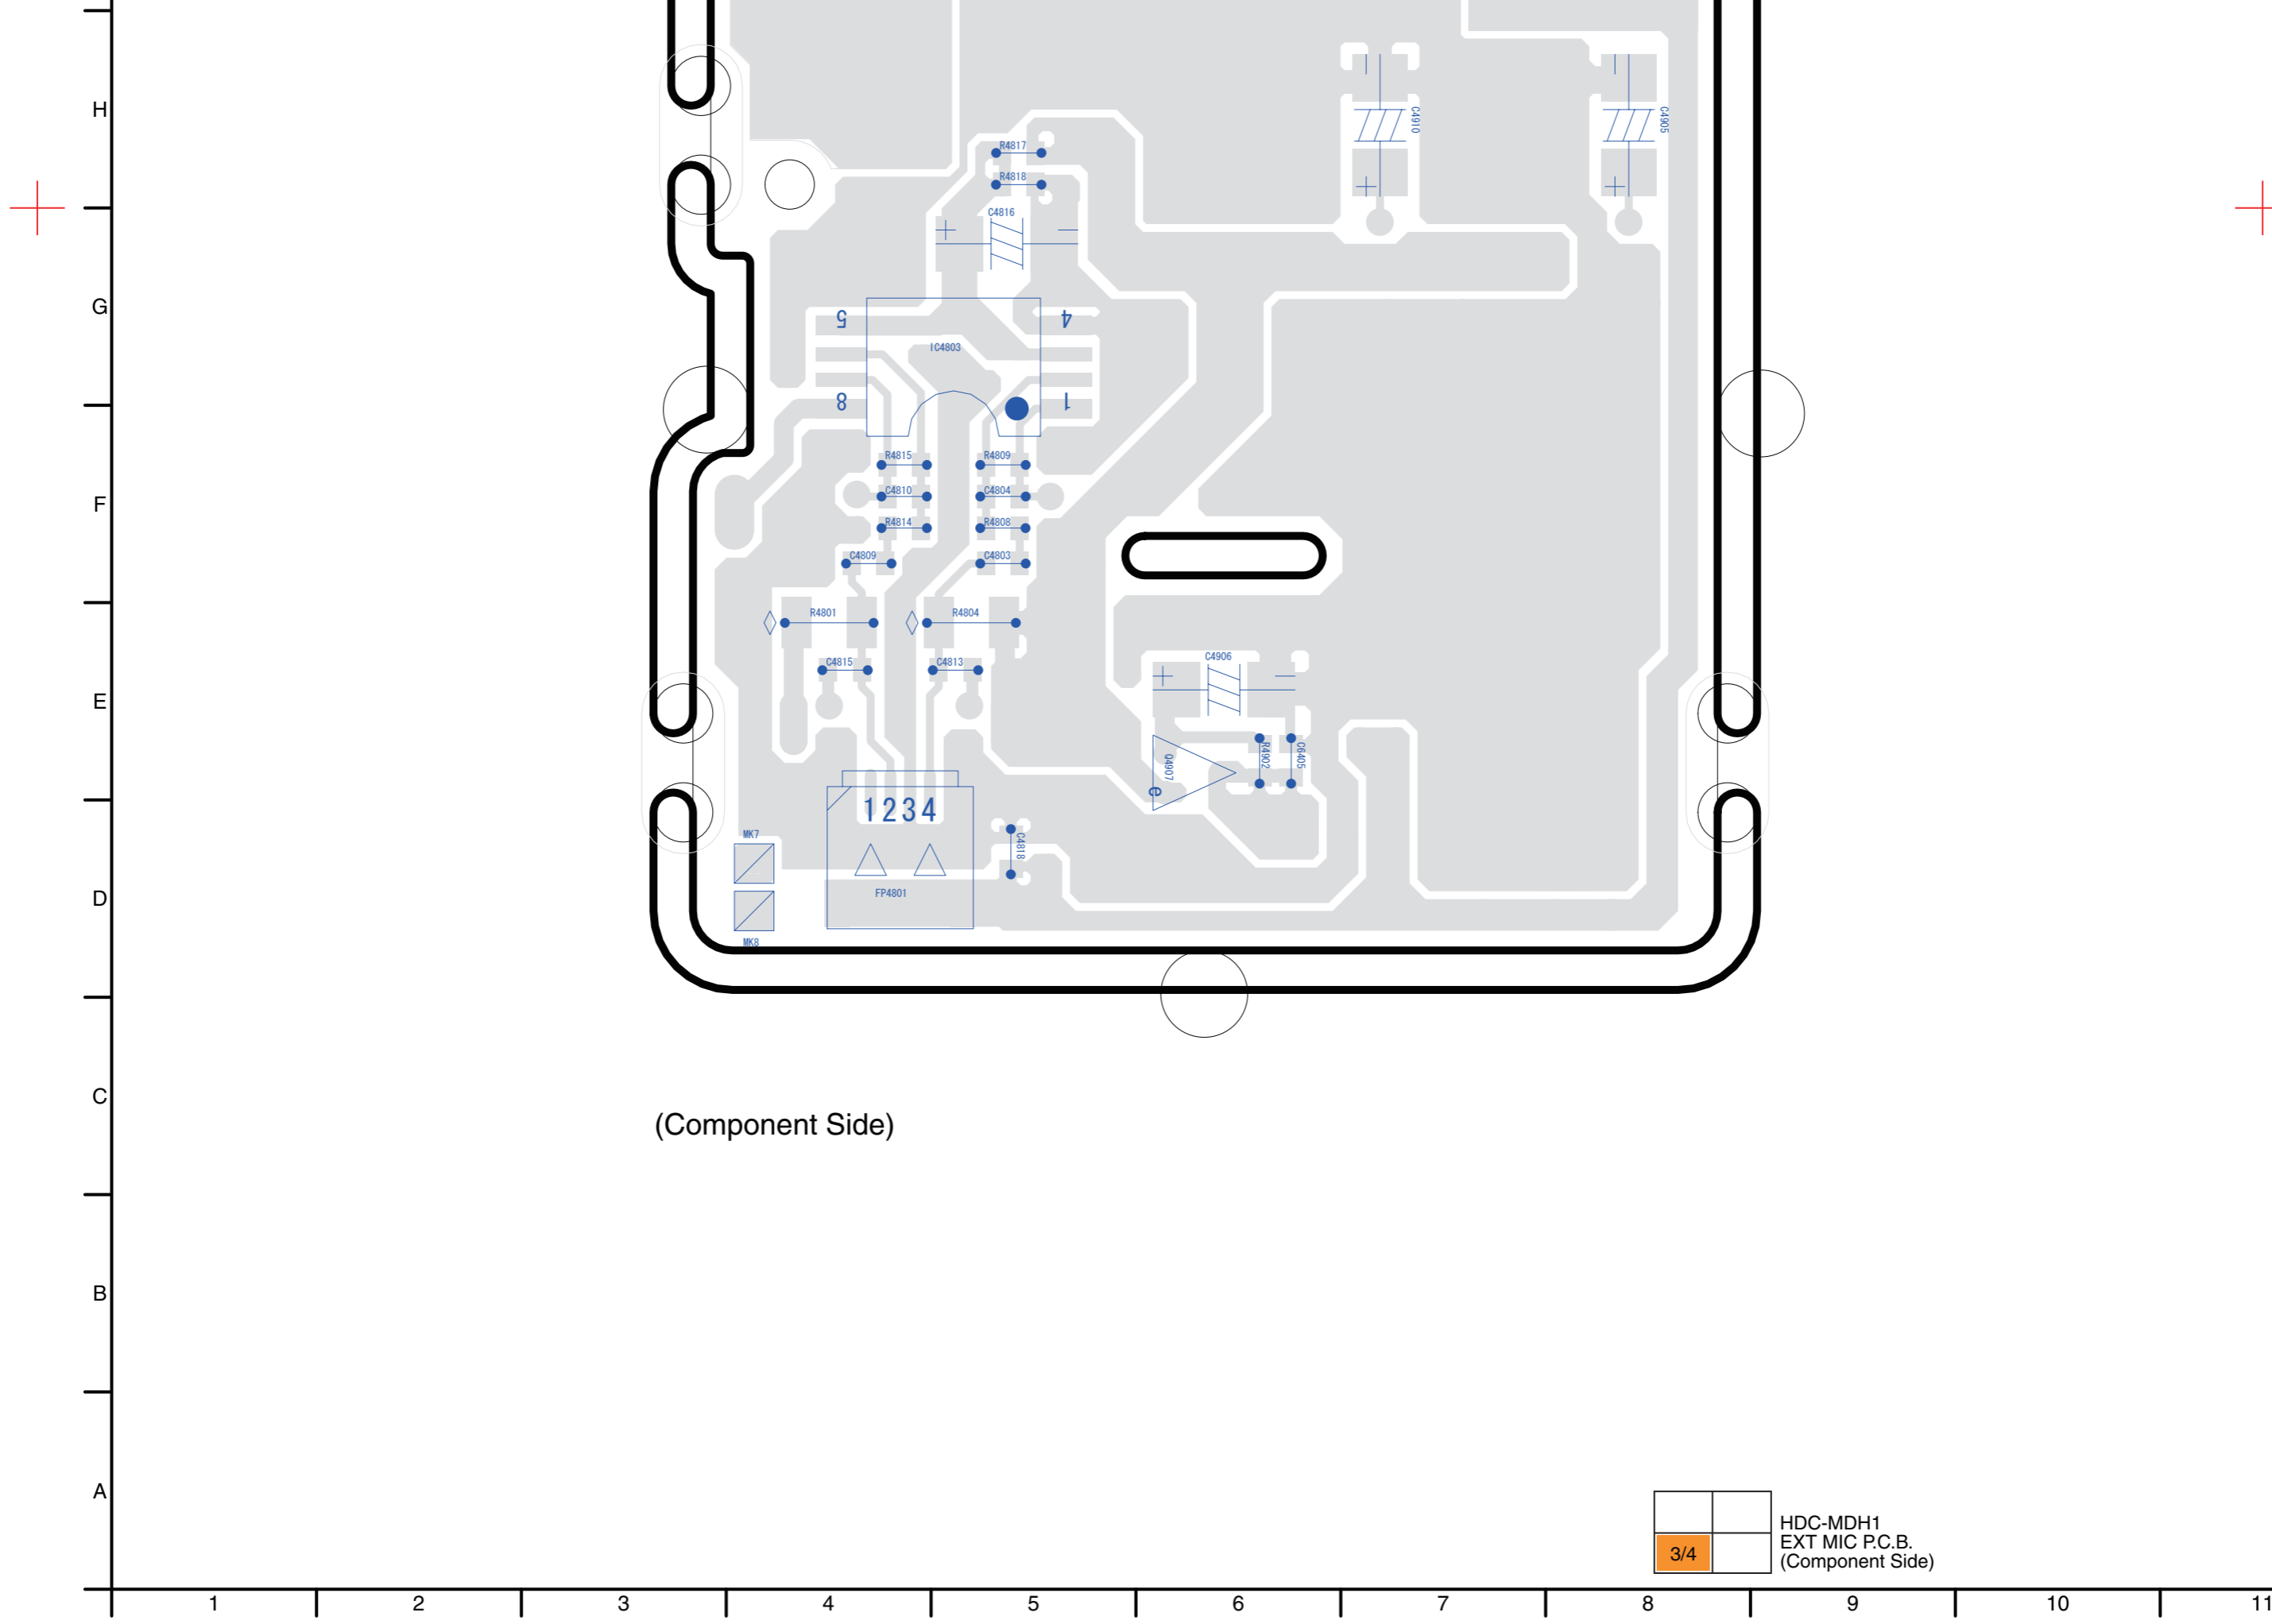 H
C4910
C4905
R4817
R4818
C4816
G
5
4
IC4803
8
1
R4815
R4809
F
C4810
C4804
R4814
R4808
C4809
C4803
R4801
R4804
C4815
C4813
C4906
E
Q4907
e
R4902
C6405
1234
MK7
C4818
D
FP4801
MK8
C
(Component Side)
B
A
3/4
HDC-MDH1
EXT MIC P.C.B.
(Component Side)
1 2 3 4 5 6 7 8 9 10 11